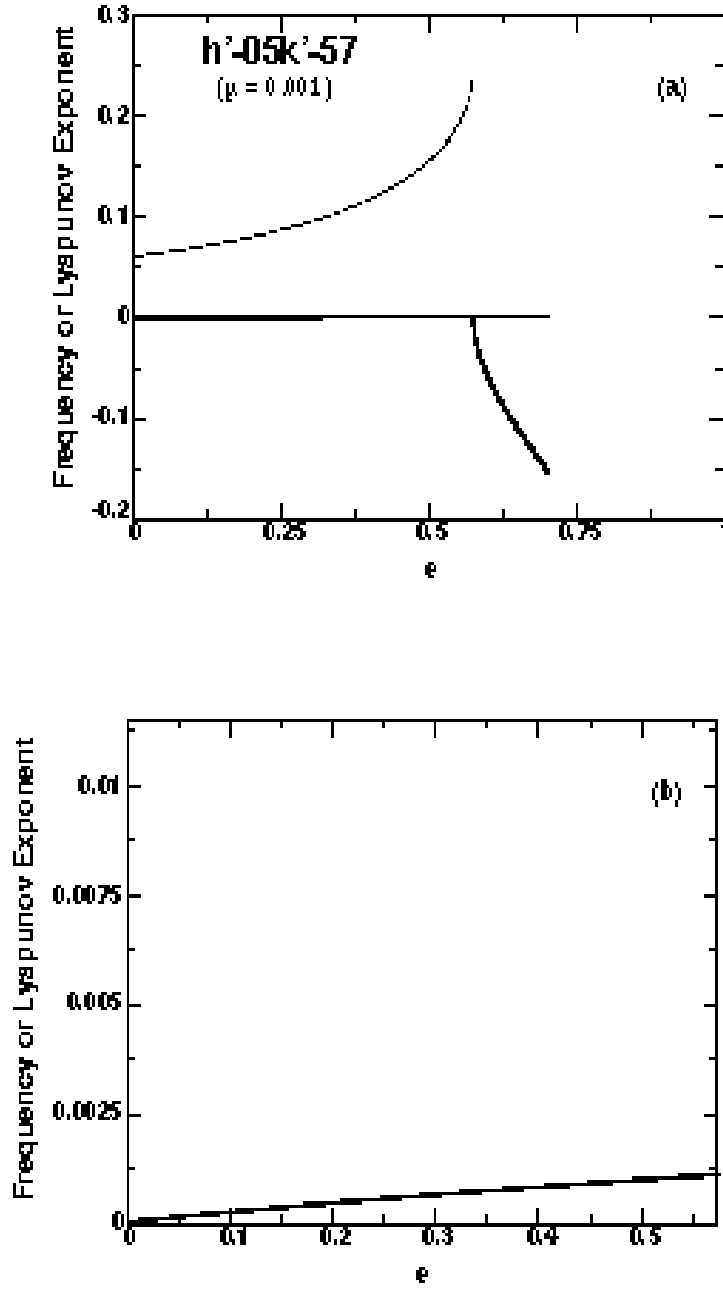 0.3
h'-05k'-57
(μ = 0.001)
(a)
0.2
0.1
0
-0.1
-0.2
Frequency or Lyapunov Exponent
0 0.25 0.5 0.75
e
(b)
0.01
0.0075
0.005
0.0025
0
Frequency or Lyapunov Exponent
0 0.1 0.2 0.3 0.4 0.5
e